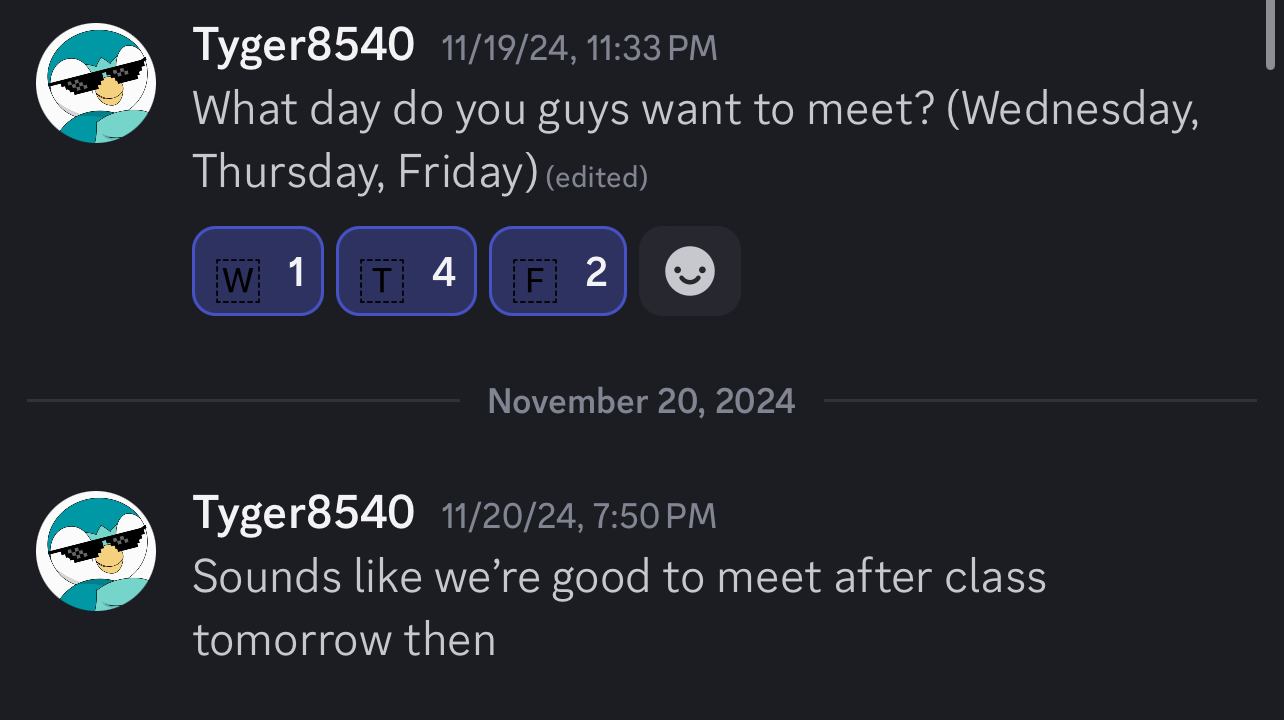 Tyger8540 11/19/24, 11:33 PM
What day do you guys want to meet? (Wednesday,
Thursday, Friday) (edited)
W 1 T 4 F 2
November 20, 2024
Tyger8540 11/20/24, 7:50 PM
Sounds like we’re good to meet after class
tomorrow then